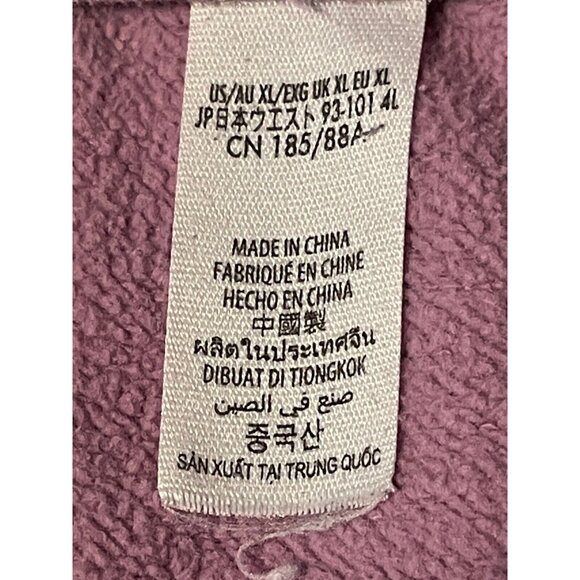 US/AU XL/EXG UK XL EU XL
JP日本ウエスト 93-101 4L
CN 185/88A
MADE IN CHINA
FABRIQUÉ EN CHINE
HECHO EN CHINA
中國製
ผลิตในประเทศจีน
DIBUAT DI TIONGKOK
صنع في الصين
중국산
SẢN XUẤT TẠI TRUNG QUỐC